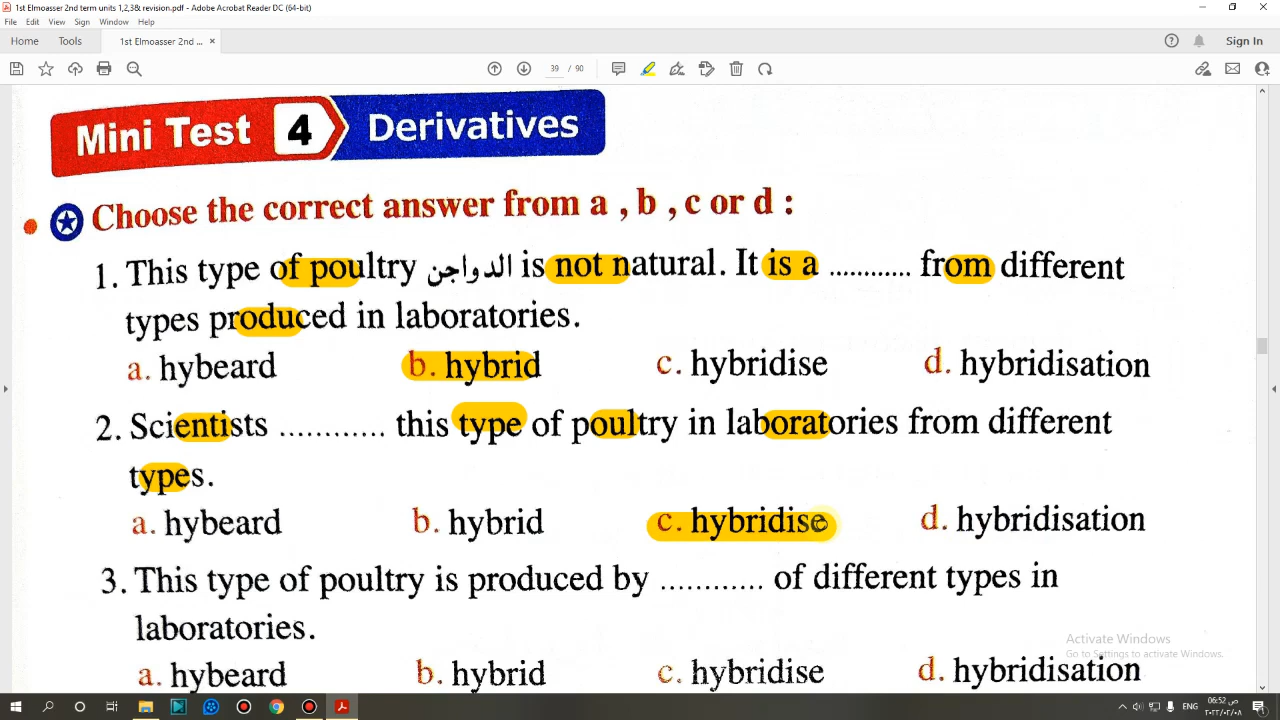 1st Elmoasser 2nd term units 1,2,3& revision.pdf - Adobe Acrobat Reader DC (64-bit)
File Edit View Sign Window Help
Home Tools 1st Elmoasser 2nd ... × Sign In
39 / 90
Mini Test 4 Derivatives
Choose the correct answer from a , b , c or d :
1. This type of poultry الدواجن is not natural. It is a ............ from different
types produced in laboratories.
a. hybeard b. hybrid c. hybridise d. hybridisation
2. Scientists ............ this type of poultry in laboratories from different
types.
a. hybeard b. hybrid c. hybridise d. hybridisation
3. This type of poultry is produced by ............ of different types in
laboratories.
a. hybeard b. hybrid c. hybridise d. hybridisation
Activate Windows
Go to Settings to activate Windows.
ENG
06:52 ص
٢٠٢٢/٠٢/٠٨